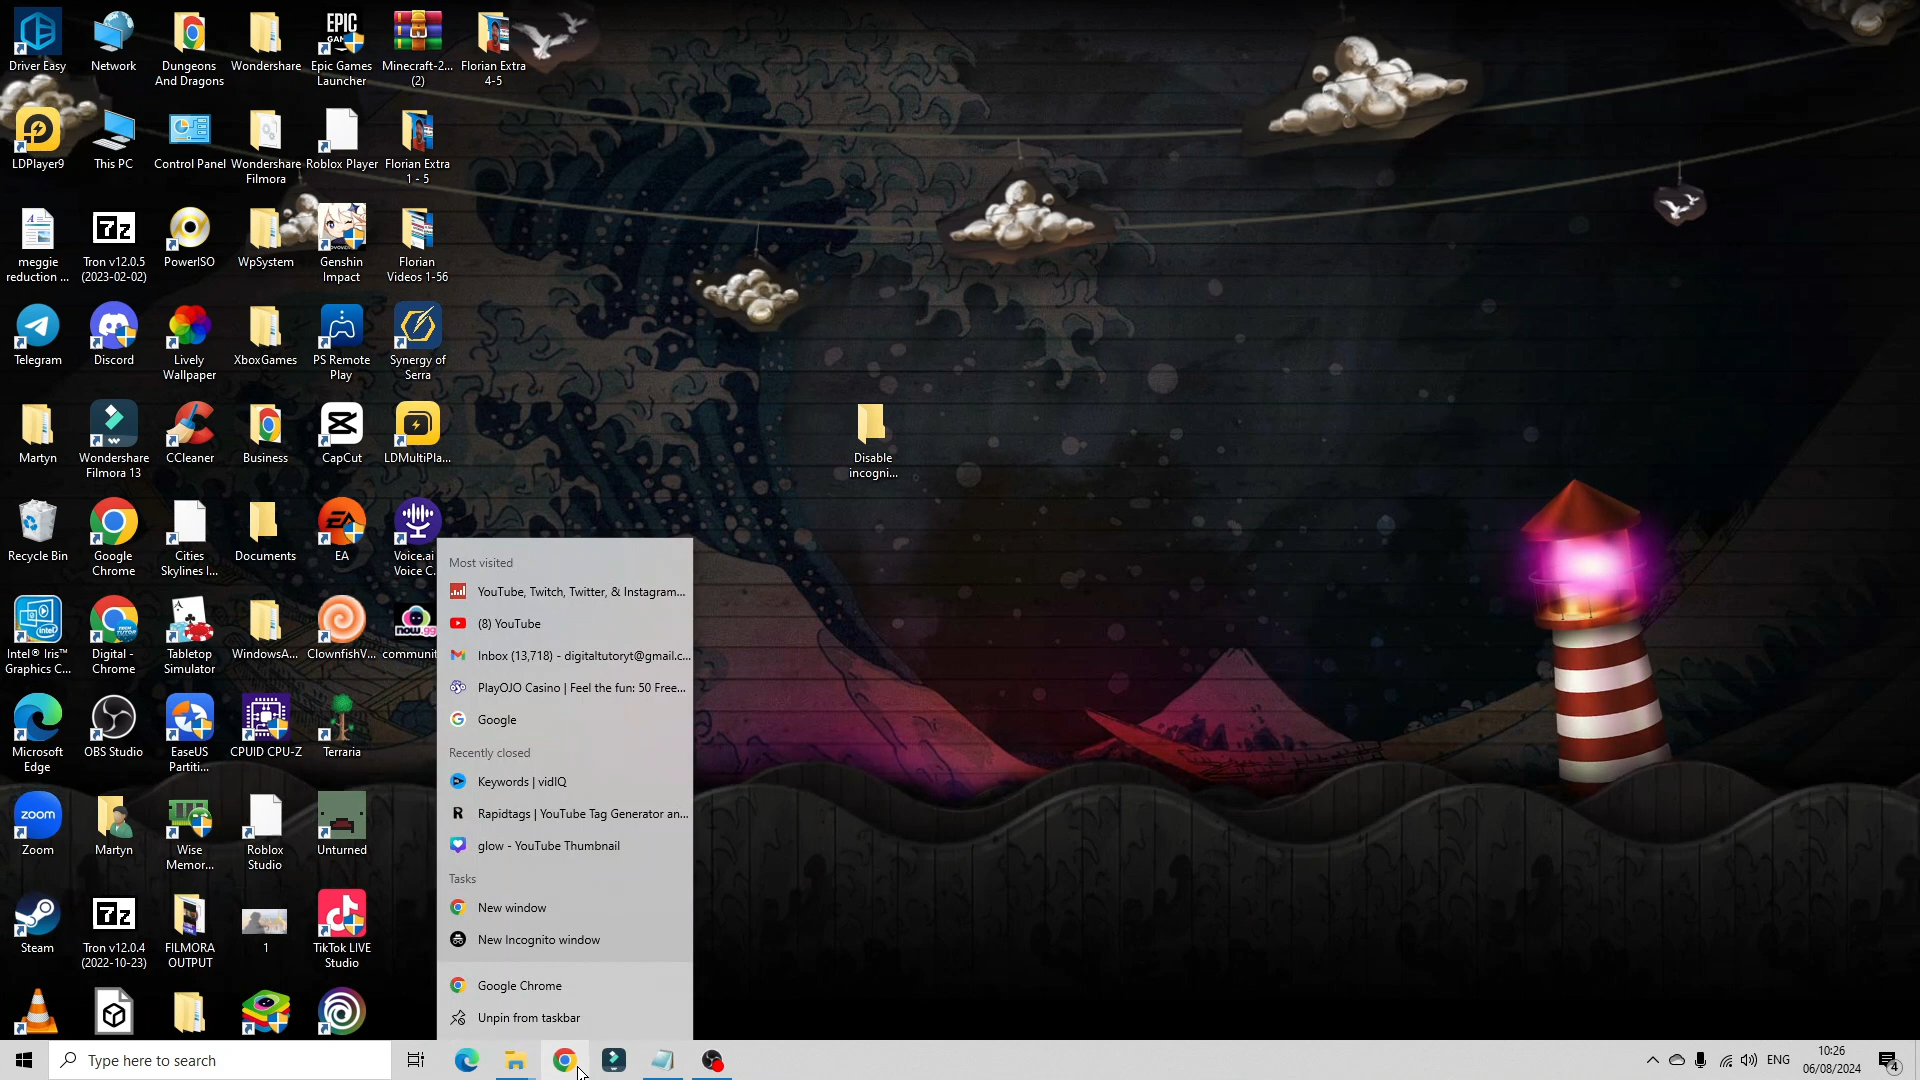 Driver Easy
Network
Dungeons
And Dragons
Wondershare
EPIC
Epic Games
Launcher
Minecraft-2...
(2)
Florian Extra
4-5
LDPlayer9
This PC
Control Panel
Wondershare
Filmora
Roblox Player
Florian Extra
1 - 5
meggie
reduction ...
7z
Tron v12.0.5
(2023-02-02)
PowerISO
WpSystem
Genshin
Impact
Florian
Videos 1-56
Telegram
Discord
Lively
Wallpaper
XboxGames
PS Remote
Play
Synergy of
Serra
Martyn
Wondershare
Filmora 13
CCleaner
Business
CapCut
LDMultiPla...
Disable
incogni...
Recycle Bin
Google
Chrome
Cities
Skylines I...
Documents
EA
EA
Voice.ai
Voice C...
Intel® Iris™
Graphics C...
Digital -
Chrome
Tabletop
Simulator
WindowsA...
ClownfishV...
now.gg
communit
Microsoft
Edge
OBS Studio
EaseUS
Partiti...
CPUID CPU-Z
Terraria
zoom
Zoom
Martyn
Wise
Memor...
Roblox
Studio
Unturned
Steam
7z
Tron v12.0.4
(2022-10-23)
FILMORA
OUTPUT
1
TikTok LIVE
Studio
Most visited
YouTube, Twitch, Twitter, & Instagram...
(8) YouTube
Inbox (13,718) - digitaltutoryt@gmail.c...
PlayOJO Casino | Feel the fun: 50 Free...
Google
Recently closed
Keywords | vidIQ
Rapidtags | YouTube Tag Generator an...
glow - YouTube Thumbnail
Tasks
New window
New Incognito window
Google Chrome
Unpin from taskbar
Type here to search
ENG
10:26
06/08/2024
4